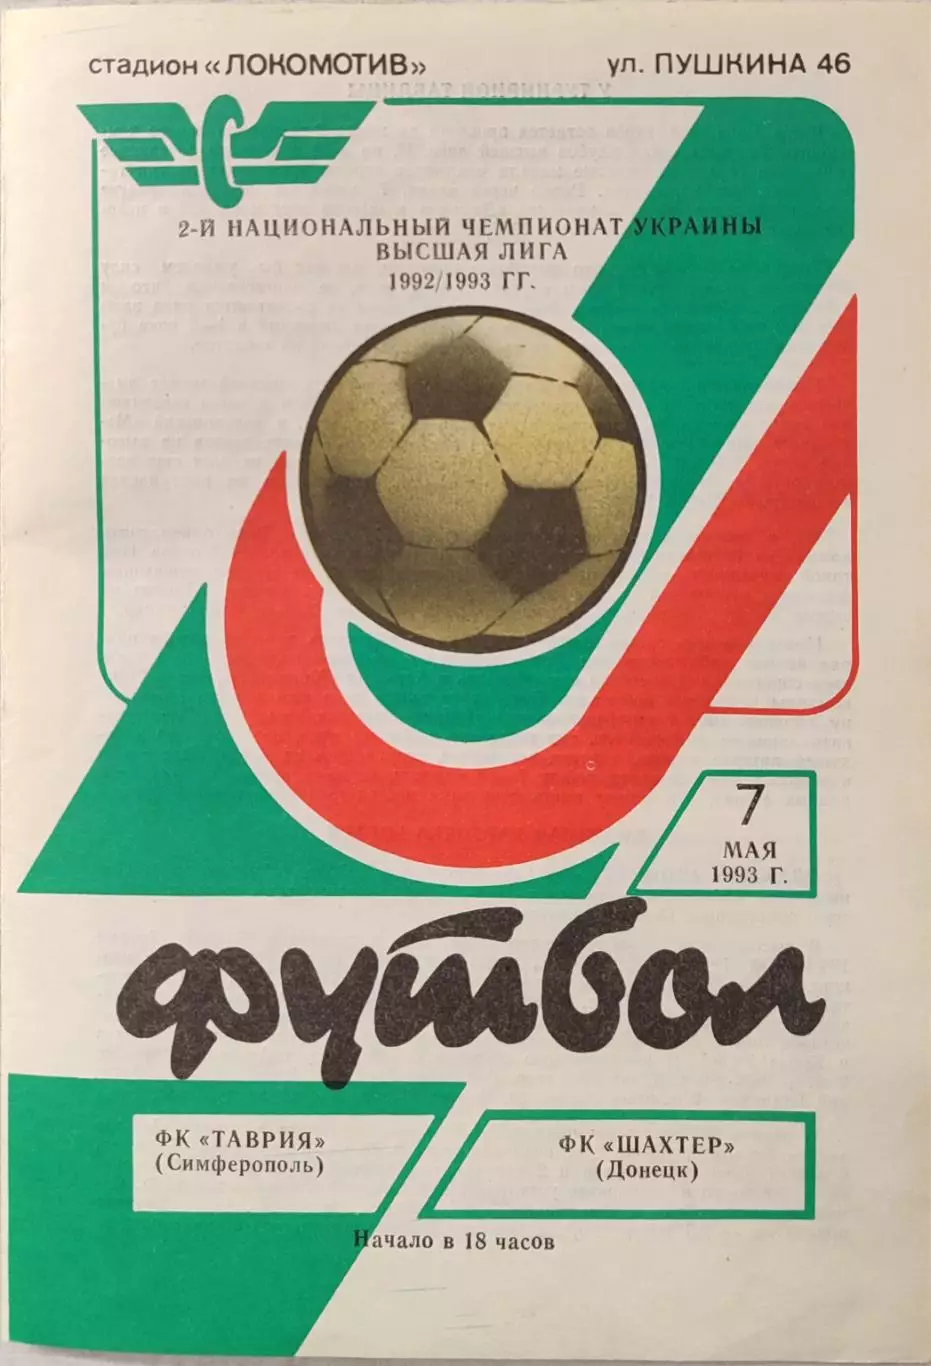 стадион «ЛОКОМОТИВ» ул. ПУШКИНА 46
2-Й НАЦИОНАЛЬНЫЙ ЧЕМПИОНАТ УКРАИНЫ
ВЫСШАЯ ЛИГА
1992/1993 ГГ.
7
МАЯ
1993 Г.
футбол
ФК «ТАВРИЯ»
(Симферополь)
ФК «ШАХТЕР»
(Донецк)
Начало в 18 часов